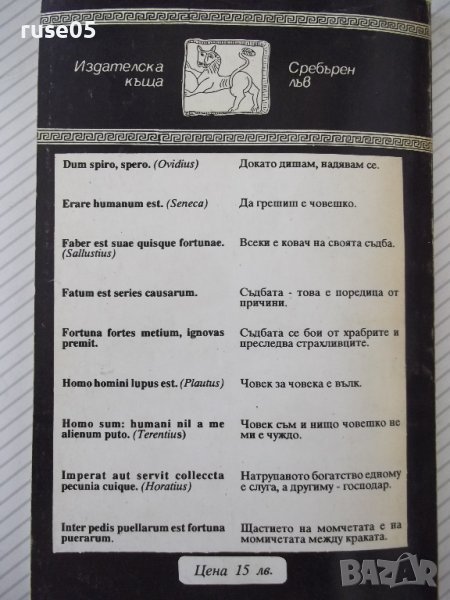 ruse05
Издателска
къща
Сребърен
лъв
Dum spiro, spero. (Ovidius)
Докато дишам, надявам се.
Erare humanum est. (Seneca)
Да грешиш е човешко.
Faber est suae quisque fortunae.
(Sallustius)
Всеки е ковач на своята съдба.
Fatum est series causarum.
Съдбата - това е поредица от
причини.
Fortuna fortes metium, ignovas
premit.
Съдбата се бои от храбрите и
преследва страхливците.
Homo homini lupus est. (Plautus)
Човек за човека е вълк.
Homo sum: humani nil a me
alienum puto. (Terentius)
Човек съм и нищо човешко не
ми е чуждо.
Imperat aut servit colleccta
pecunia cuique. (Horatius)
Натрупаното богатство едному
е слуга, а другиму - господар.
Inter pedis puellarum est fortuna
puerarum.
Щастието на момчетата е на
момичетата между краката.
Цена 15 лв.
BAZAR